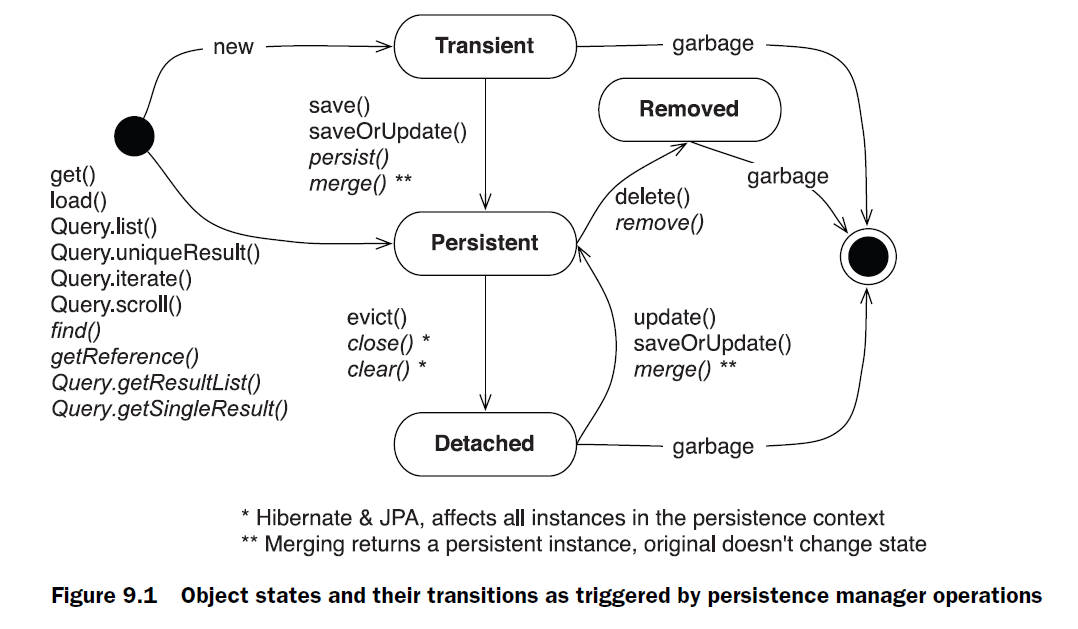 new
Transient
garbage
save()
saveOrUpdate()
persist()
merge() **
Removed
garbage
get()
load()
Query.list()
Query.uniqueResult()
Query.iterate()
Query.scroll()
find()
getReference()
Query.getResultList()
Query.getSingleResult()
Persistent
delete()
remove()
evict()
close() *
clear() *
update()
saveOrUpdate()
merge() **
Detached
garbage
* Hibernate & JPA, affects all instances in the persistence context
** Merging returns a persistent instance, original doesn't change state
Figure 9.1 Object states and their transitions as triggered by persistence manager operations